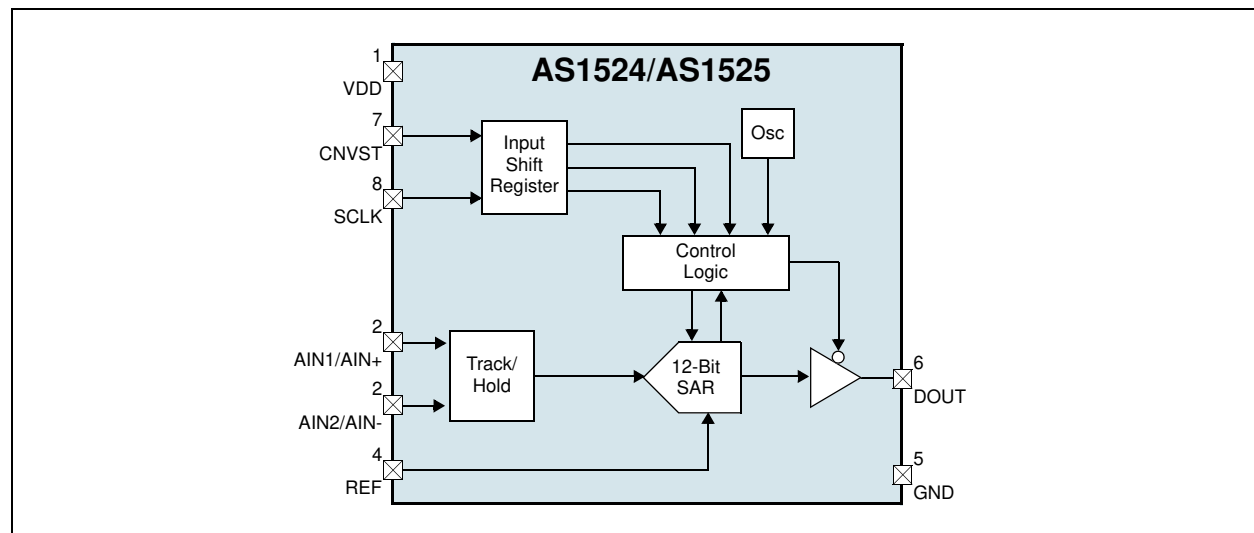 AS1524/AS1525
1
VDD
7
CNVST
8
SCLK
Input
Shift
Register
Osc
Control
Logic
2
AIN1/AIN+
2
AIN2/AIN-
4
REF
Track/
Hold
12-Bit
SAR
6
DOUT
5
GND